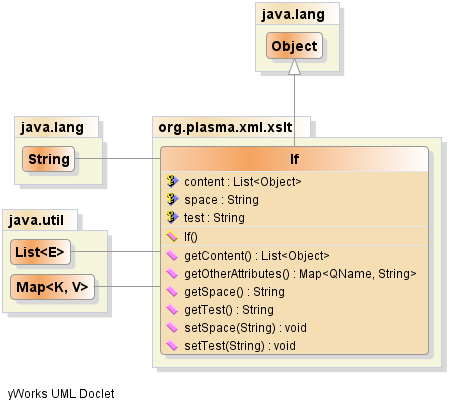 java.lang
Object
java.lang
String
org.plasma.xml.xslt
If
content : List<Object>
space : String
test : String
If()
getContent() : List<Object>
getOtherAttributes() : Map<QName, String>
getSpace() : String
getTest() : String
setSpace(String) : void
setTest(String) : void
java.util
List<E>
Map<K, V>
yWorks UML Doclet